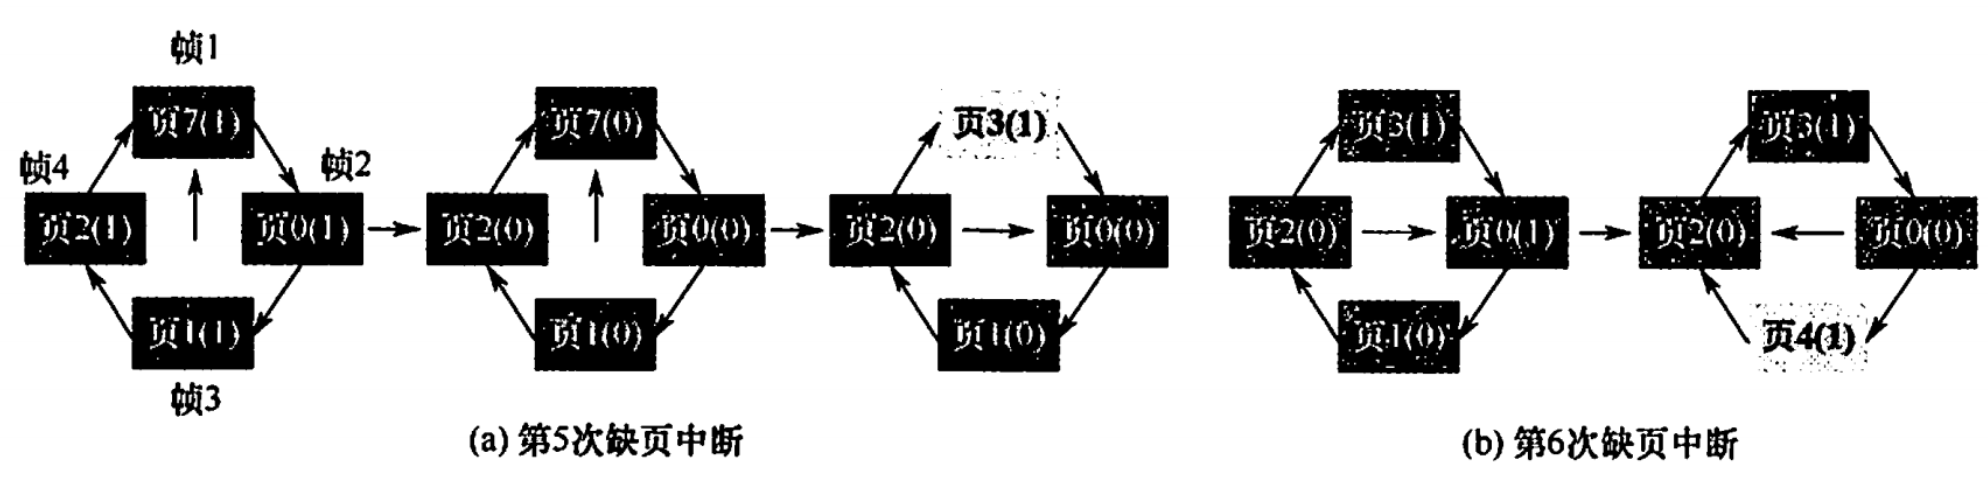 帧1
页7(1)
帧4
帧2
页2(1)
页0(1)
页1(1)
帧3
页7(0)
页2(0)
页0(0)
页1(0)
页3(1)
页2(0)
页0(0)
页1(0)
(a) 第5次缺页中断
页3(1)
页2(0)
页0(1)
页1(0)
页3(1)
页2(0)
页0(0)
页4(1)
(b) 第6次缺页中断